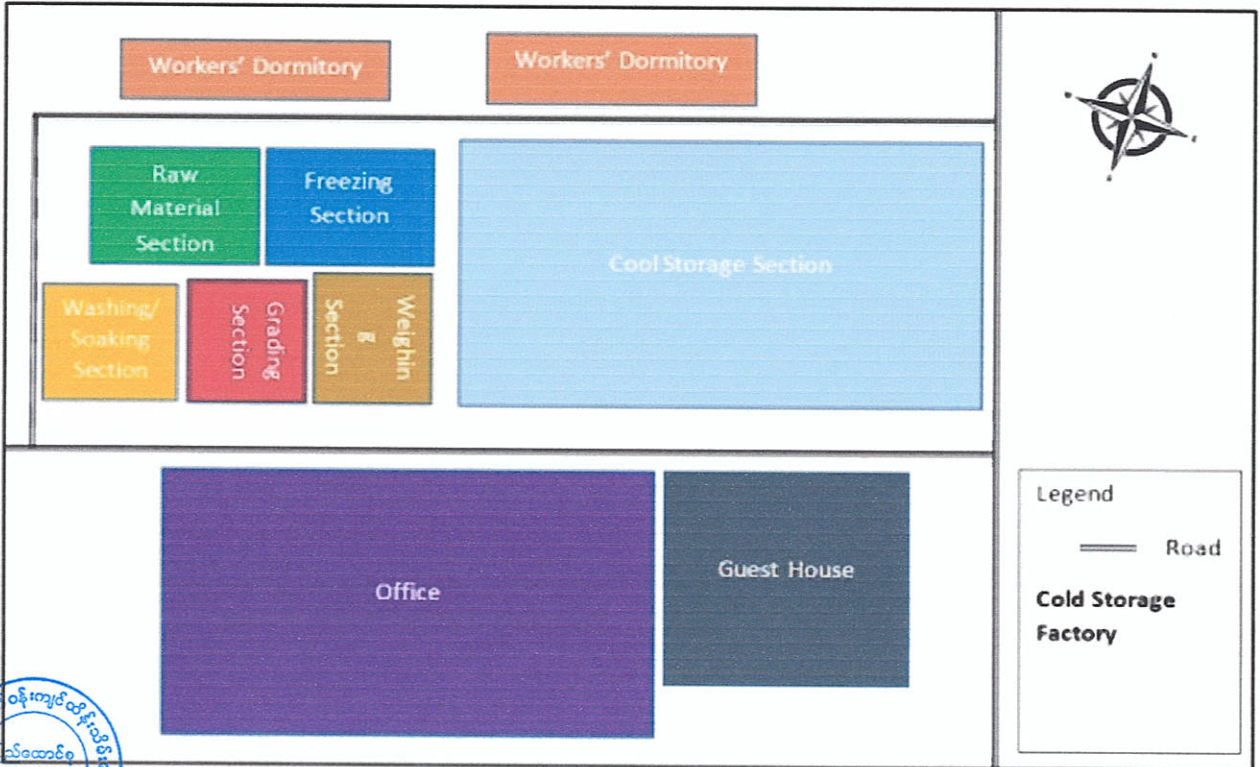 Workers' Dormitory
Workers' Dormitory
Raw
Material
Section
Freezing
Section
Cool Storage Section
Washing/
Soaking
Section
Grading
Section
Weighin
g
Section
Office
Guest House
Legend
Road
Cold Storage
Factory